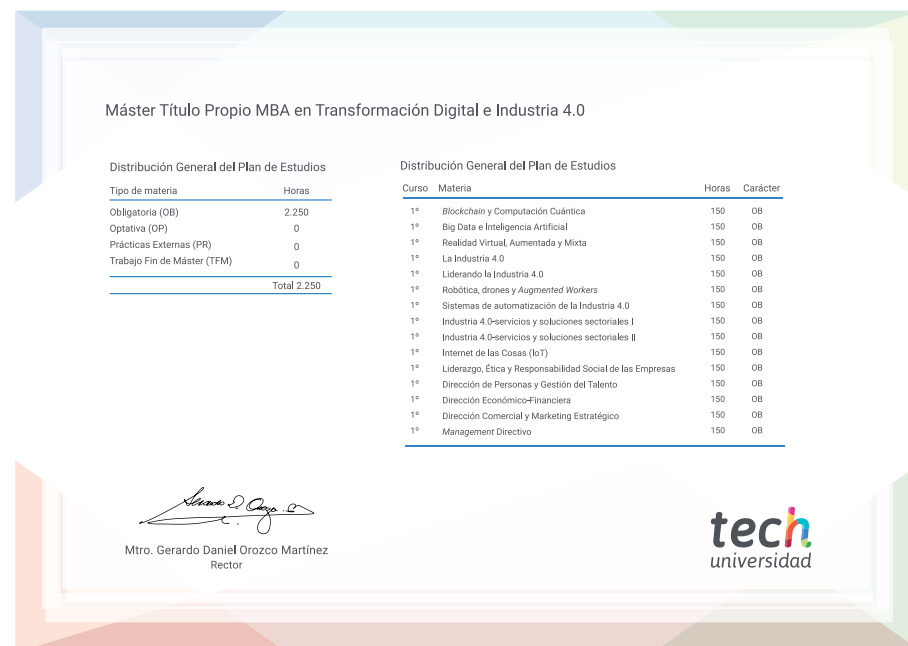 Máster Título Propio MBA en Transformación Digital e Industria 4.0
Distribución General del Plan de Estudios
Tipo de materia Horas
Obligatoria (OB) 2.250
Optativa (OP) 0
Prácticas Externas (PR) 0
Trabajo Fin de Máster (TFM) 0
Total 2.250
Distribución General del Plan de Estudios
Curso Materia Horas Carácter
1º Blockchain y Computación Cuántica 150 OB
1º Big Data e Inteligencia Artificial 150 OB
1º Realidad Virtual, Aumentada y Mixta 150 OB
1º La Industria 4.0 150 OB
1º Liderando la Industria 4.0 150 OB
1º Robótica, drones y Augmented Workers 150 OB
1º Sistemas de automatización de la Industria 4.0 150 OB
1º Industria 4.0-servicios y soluciones sectoriales I 150 OB
1º Industria 4.0-servicios y soluciones sectoriales II 150 OB
1º Internet de las Cosas (IoT) 150 OB
1º Liderazgo, Ética y Responsabilidad Social de las Empresas 150 OB
1º Dirección de Personas y Gestión del Talento 150 OB
1º Dirección Económico-Financiera 150 OB
1º Dirección Comercial y Marketing Estratégico 150 OB
1º Management Directivo 150 OB
Mtro. Gerardo Daniel Orozco Martínez
Rector
tech
universidad